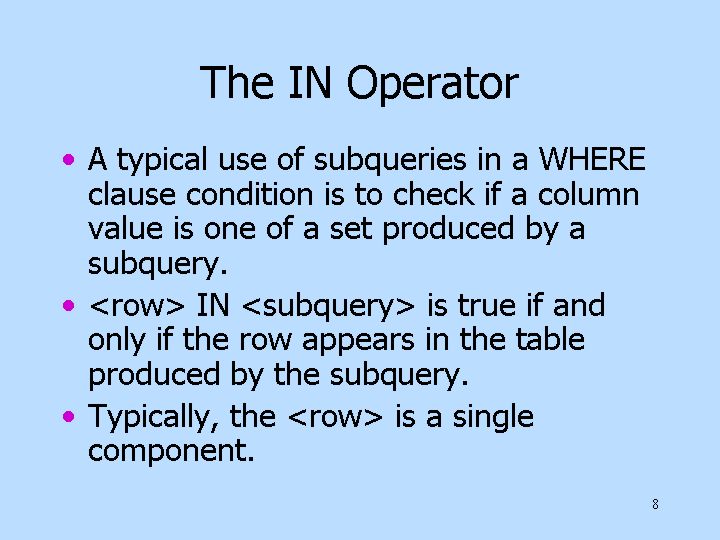 The IN Operator
• A typical use of subqueries in a WHERE
clause condition is to check if a column
value is one of a set produced by a
subquery.
• <row> IN <subquery> is true if and
only if the row appears in the table
produced by the subquery.
• Typically, the <row> is a single
component.
8